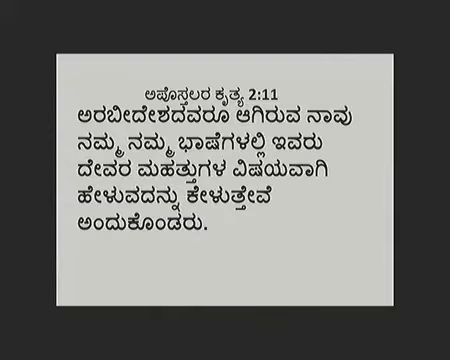 ಅಪೊಸ್ತಲರ ಕೃತ್ಯ 2:11
ಅರಬೀದೇಶದವರೂ ಆಗಿರುವ ನಾವು
ನಮ್ಮ ನಮ್ಮ ಭಾಷೆಗಳಲ್ಲಿ ಇವರು
ದೇವರ ಮಹತ್ತುಗಳ ವಿಷಯವಾಗಿ
ಹೇಳುವದನ್ನು ಕೇಳುತ್ತೇವೆ
ಅಂದುಕೊಂಡರು.